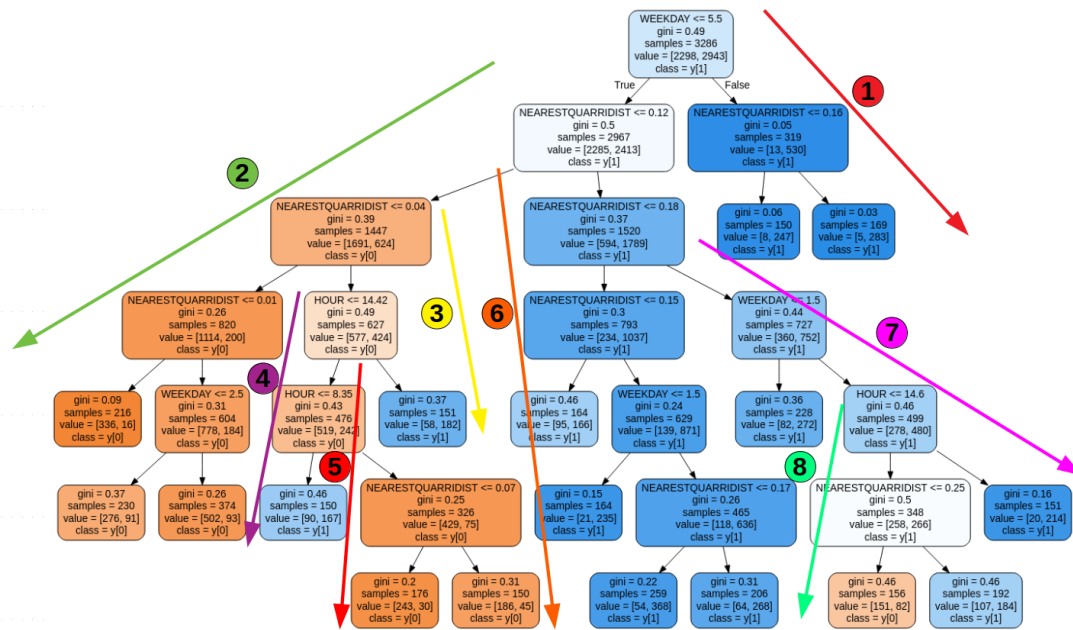 WEEKDAY <= 5.5
gini = 0.49
samples = 3286
value = [2298, 2943]
class = y[1]
True
False
1
NEARESTQUARRIDIST <= 0.12
gini = 0.5
samples = 2967
value = [2285, 2413]
class = y[1]
NEARESTQUARRIDIST <= 0.16
gini = 0.05
samples = 319
value = [13, 530]
class = y[1]
2
NEARESTQUARRIDIST <= 0.04
gini = 0.39
samples = 1447
value = [1691, 624]
class = y[0]
NEARESTQUARRIDIST <= 0.18
gini = 0.37
samples = 1520
value = [594, 1789]
class = y[1]
gini = 0.06
samples = 150
value = [8, 247]
class = y[1]
gini = 0.03
samples = 169
value = [5, 283]
class = y[1]
NEARESTQUARRIDIST <= 0.01
gini = 0.26
samples = 820
value = [1114, 200]
class = y[0]
HOUR <= 14.42
gini = 0.49
samples = 627
value = [577, 424]
class = y[0]
3
6
NEARESTQUARRIDIST <= 0.15
gini = 0.3
samples = 793
value = [234, 1037]
class = y[1]
WEEKDAY <= 1.5
gini = 0.44
samples = 727
value = [360, 752]
class = y[1]
7
gini = 0.09
samples = 216
value = [336, 16]
class = y[0]
WEEKDAY <= 2.5
gini = 0.31
samples = 604
value = [778, 184]
class = y[0]
4
HOUR <= 8.35
gini = 0.43
samples = 476
value = [519, 242]
class = y[0]
gini = 0.37
samples = 151
value = [58, 182]
class = y[1]
gini = 0.46
samples = 164
value = [95, 166]
class = y[1]
WEEKDAY <= 1.5
gini = 0.24
samples = 629
value = [139, 871]
class = y[1]
gini = 0.36
samples = 228
value = [82, 272]
class = y[1]
HOUR <= 14.6
gini = 0.46
samples = 499
value = [278, 480]
class = y[1]
5
8
gini = 0.37
samples = 230
value = [276, 91]
class = y[0]
gini = 0.26
samples = 374
value = [502, 93]
class = y[0]
gini = 0.46
samples = 150
value = [90, 167]
class = y[1]
NEARESTQUARRIDIST <= 0.07
gini = 0.25
samples = 326
value = [429, 75]
class = y[0]
gini = 0.15
samples = 164
value = [21, 235]
class = y[1]
NEARESTQUARRIDIST <= 0.17
gini = 0.26
samples = 465
value = [118, 636]
class = y[1]
NEARESTQUARRIDIST <= 0.25
gini = 0.5
samples = 348
value = [258, 266]
class = y[1]
gini = 0.16
samples = 151
value = [20, 214]
class = y[1]
gini = 0.2
samples = 176
value = [243, 30]
class = y[0]
gini = 0.31
samples = 150
value = [186, 45]
class = y[0]
gini = 0.22
samples = 259
value = [54, 368]
class = y[1]
gini = 0.31
samples = 206
value = [64, 268]
class = y[1]
gini = 0.46
samples = 156
value = [151, 82]
class = y[0]
gini = 0.46
samples = 192
value = [107, 184]
class = y[1]